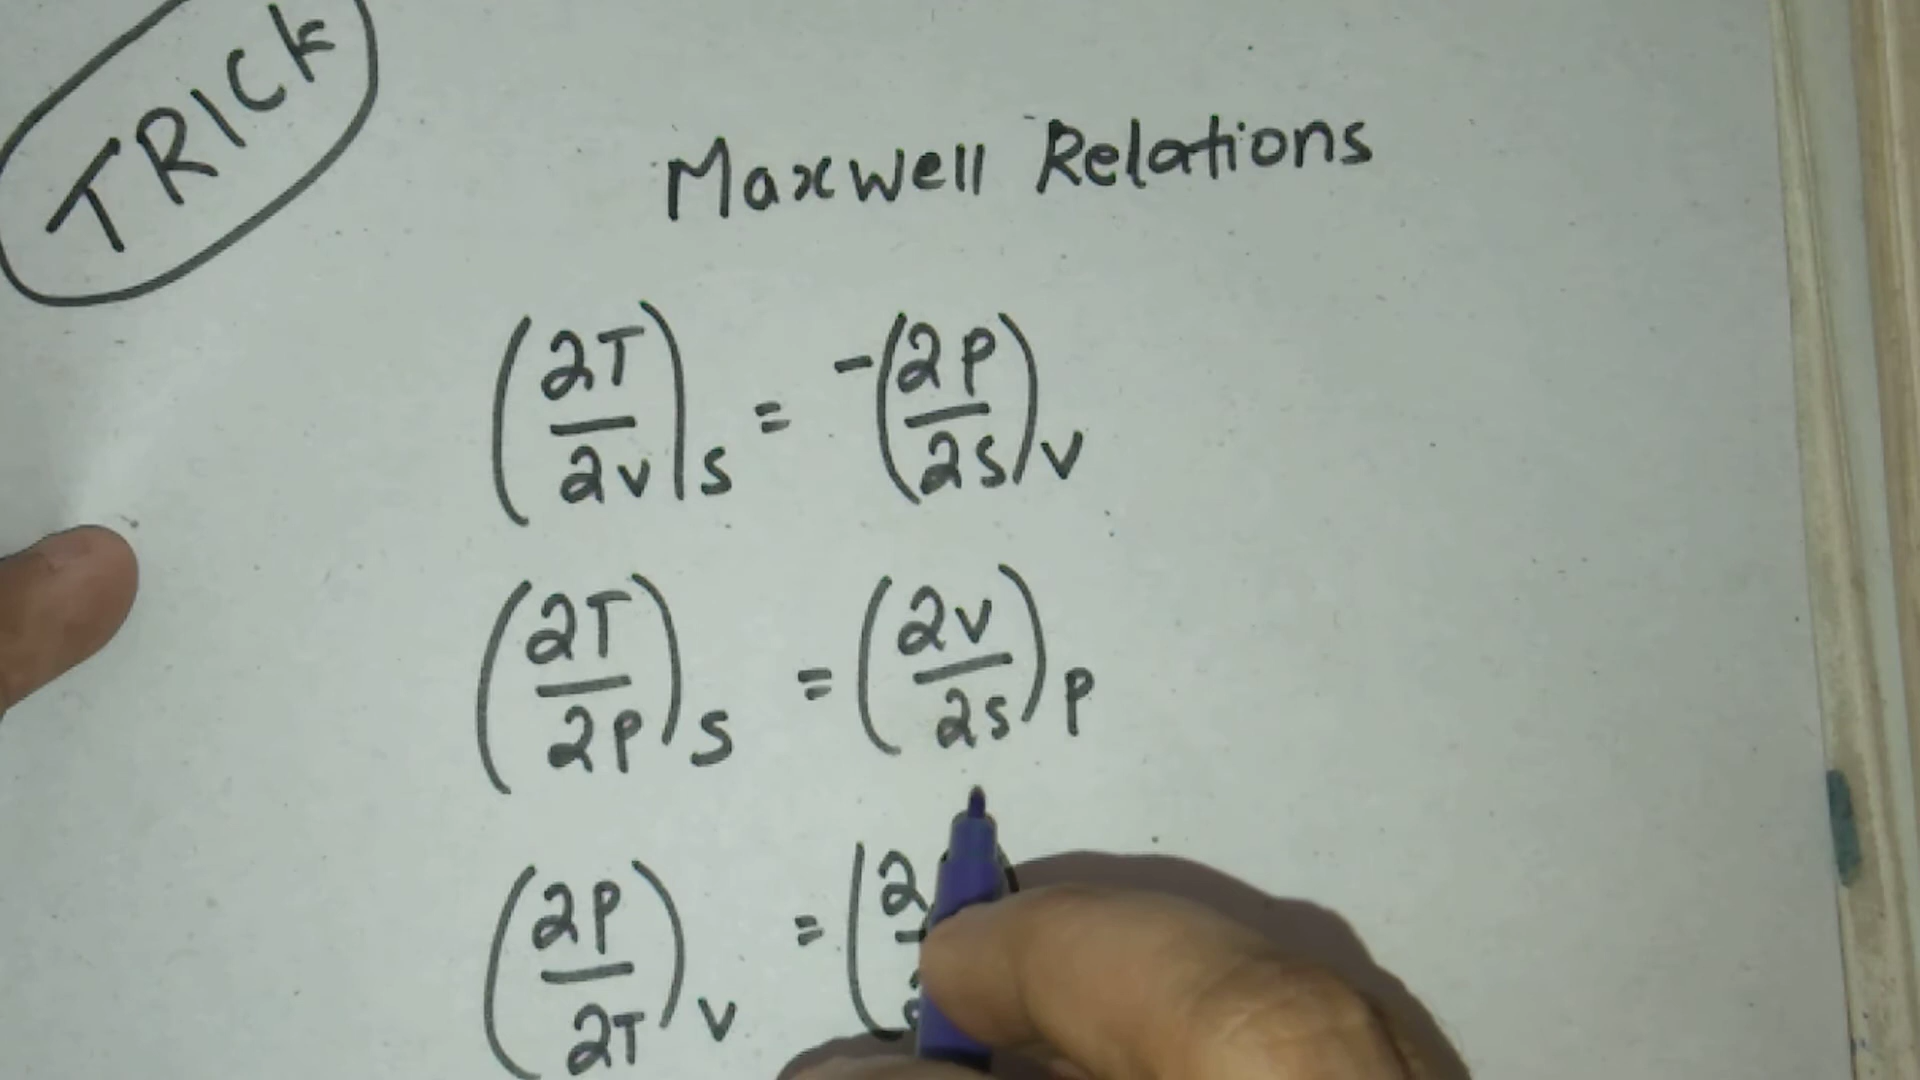 TRICK
Maxwell Relations
(∂T/∂V)S = -(∂P/∂S)V
(∂T/∂P)S = (∂V/∂S)P
(∂P/∂T)V = (∂